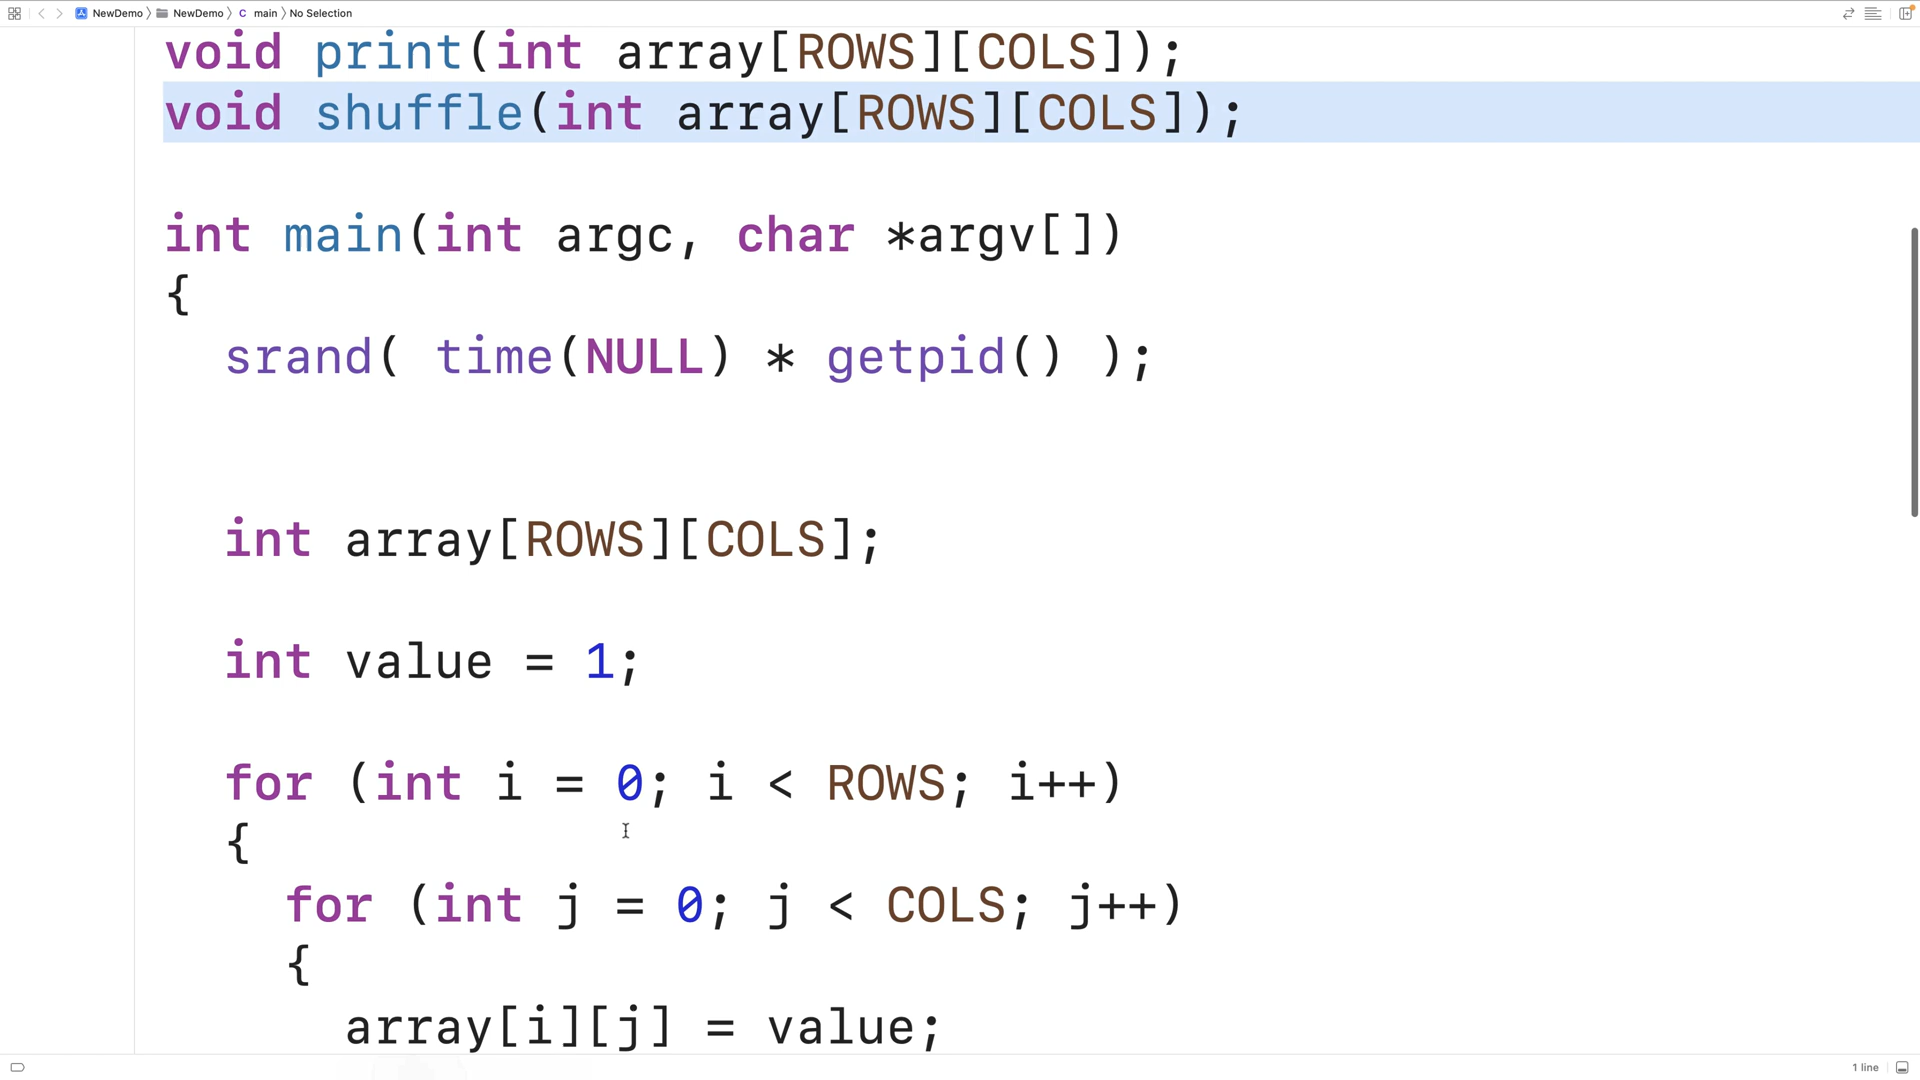 NewDemo 〉 NewDemo 〉 C main 〉 No Selection
void print(int array[ROWS][COLS]);
void shuffle(int array[ROWS][COLS]);
int main(int argc, char *argv[])
{
srand( time(NULL) * getpid() );
int array[ROWS][COLS];
int value = 1;
for (int i = 0; i < ROWS; i++)
{
for (int j = 0; j < COLS; j++)
{
array[i][j] = value;
1 line